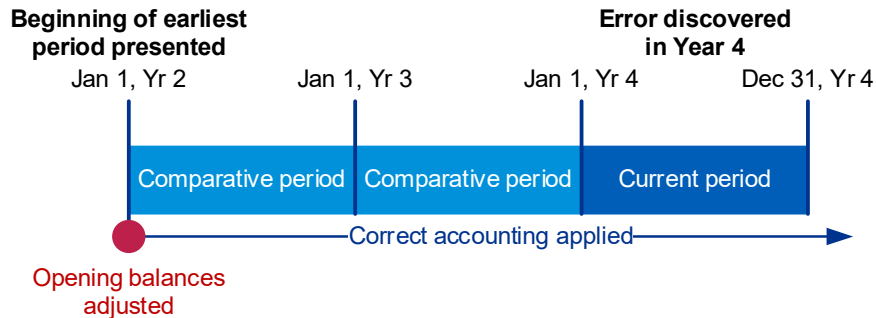 Beginning of earliest
period presented
Error discovered
in Year 4
Jan 1, Yr 2
Jan 1, Yr 3
Jan 1, Yr 4
Dec 31, Yr 4
Comparative period
Comparative period
Current period
Correct accounting applied
Opening balances
adjusted